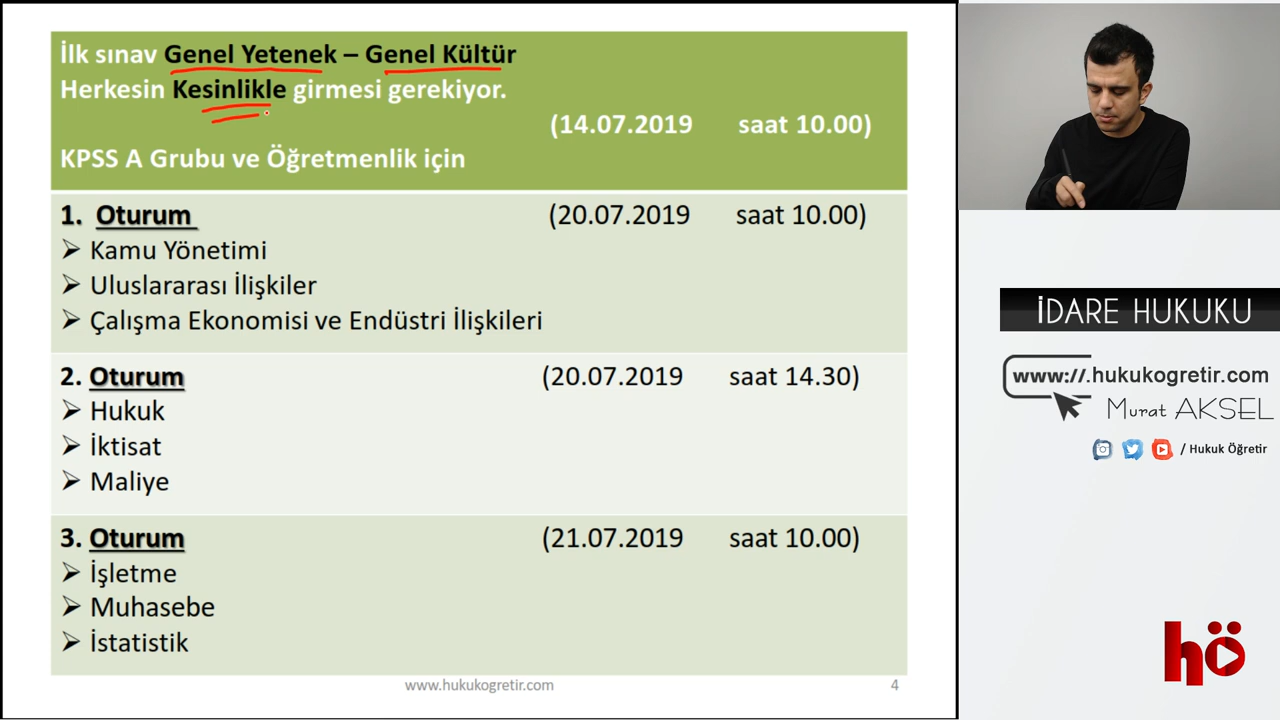 İlk sınav Genel Yetenek – Genel Kültür
Herkesin Kesinlikle girmesi gerekiyor.
(14.07.2019 saat 10.00)
KPSS A Grubu ve Öğretmenlik için
1. Oturum (20.07.2019 saat 10.00)
➢ Kamu Yönetimi
➢ Uluslararası İlişkiler
➢ Çalışma Ekonomisi ve Endüstri İlişkileri
2. Oturum (20.07.2019 saat 14.30)
➢ Hukuk
➢ İktisat
➢ Maliye
3. Oturum (21.07.2019 saat 10.00)
➢ İşletme
➢ Muhasebe
➢ İstatistik
www.hukukogretir.com 4
İDARE HUKUKU
www://.hukukogretir.com
Murat AKSEL
/ Hukuk Öğretir
hö